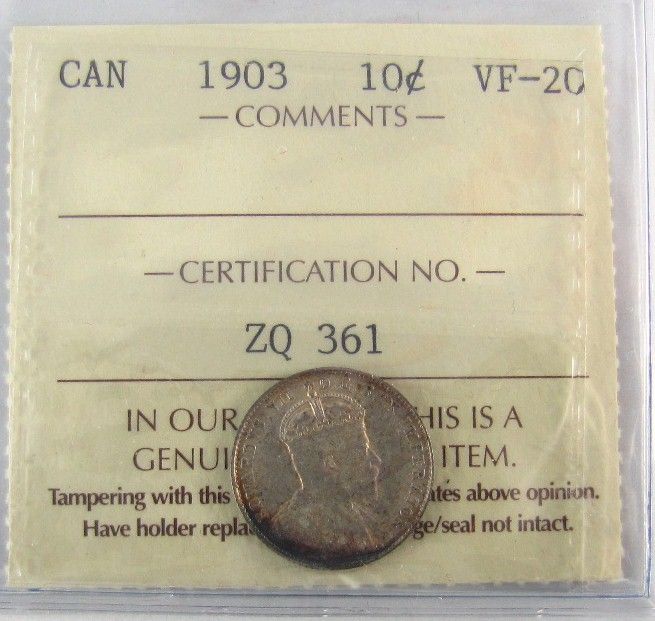 CAN 1903 10¢ VF-20
— COMMENTS —
— CERTIFICATION NO. —
ZQ 361
IN OUR HIS IS A
GENUI ITEM.
Tampering with this ates above opinion.
Have holder repla ge/seal not intact.